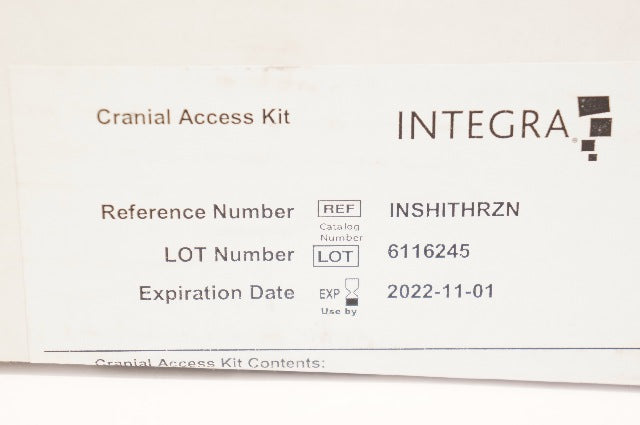 Cranial Access Kit
INTEGRA®
Reference Number REF INSHITHRZN
Catalog
Number
LOT Number LOT 6116245
Expiration Date EXP 2022-11-01
Use by
Cranial Access Kit Contents: